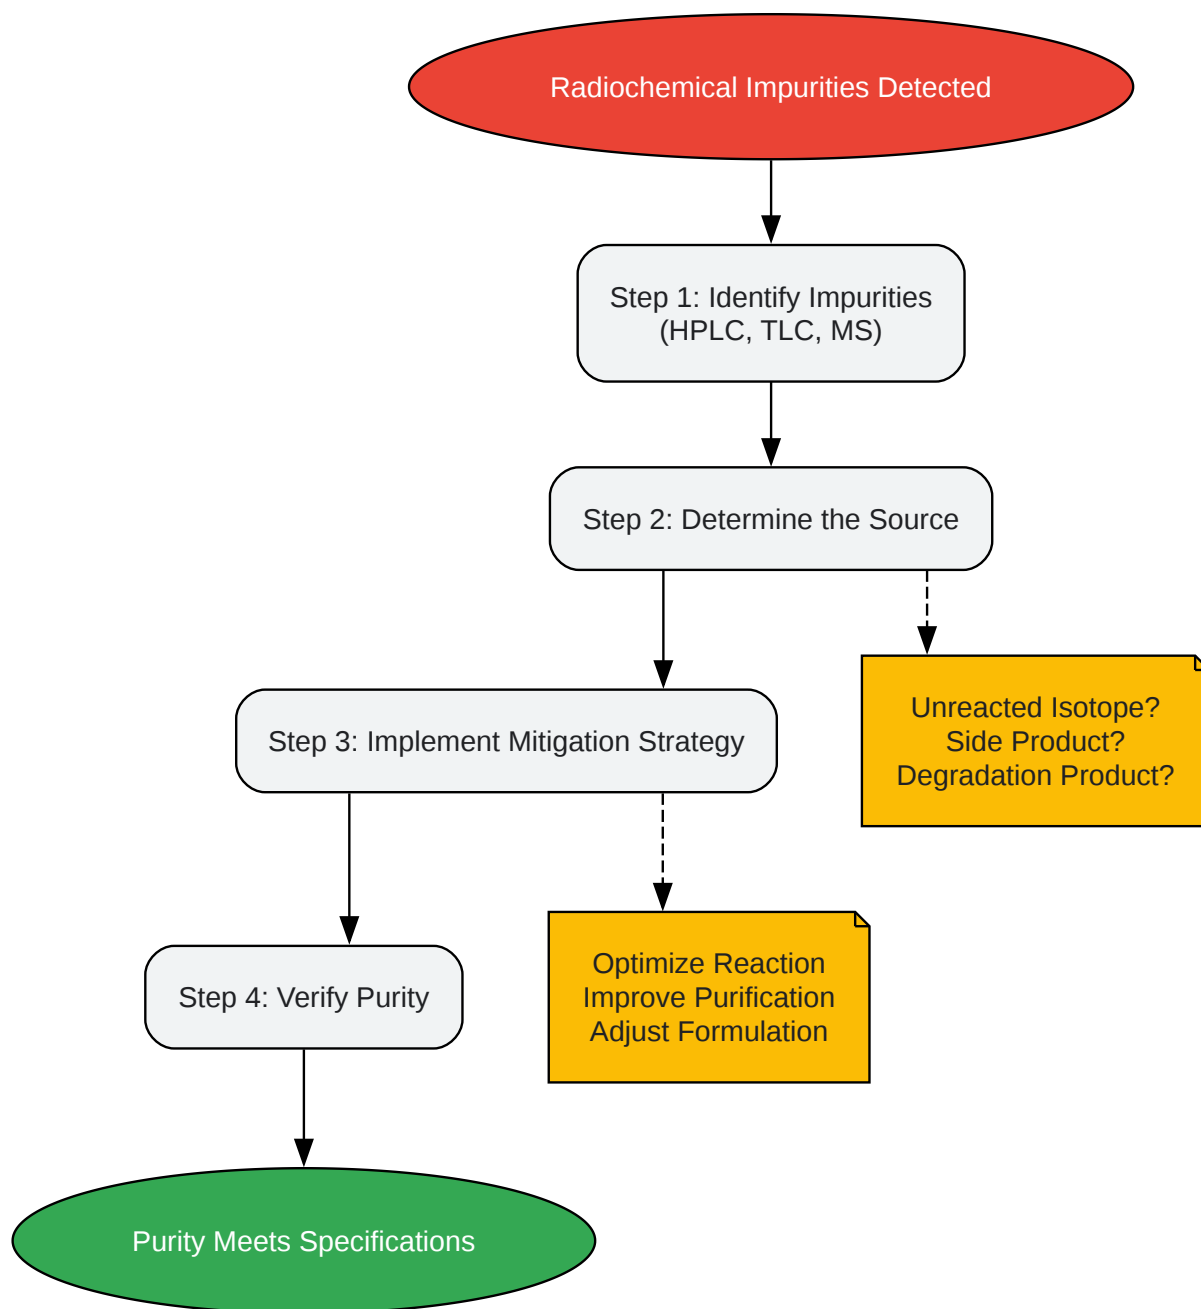 Radiochemical Impurities Detected
Step 1: Identify Impurities
(HPLC, TLC, MS)
Step 2: Determine the Source
Unreacted Isotope?
Side Product?
Degradation Product?
Step 3: Implement Mitigation Strategy
Optimize Reaction
Improve Purification
Adjust Formulation
Step 4: Verify Purity
Purity Meets Specifications